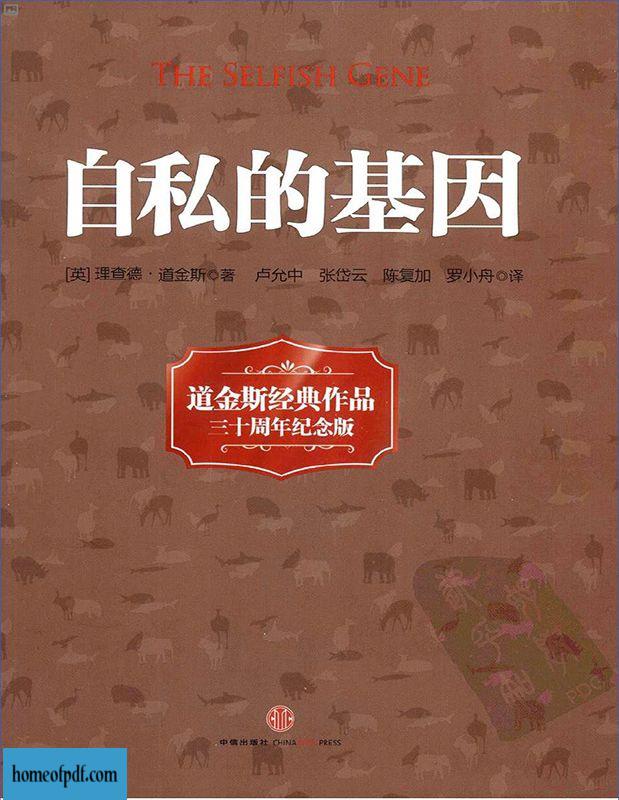 THE SELFISH GENE
自私的基因
[英] 理查德·道金斯◎著 卢允中 张岱云 陈复加 罗小舟◎译
道金斯经典作品
三十周年纪念版
中信出版社 CHINA CITIC PRESS
homeofpdf.com